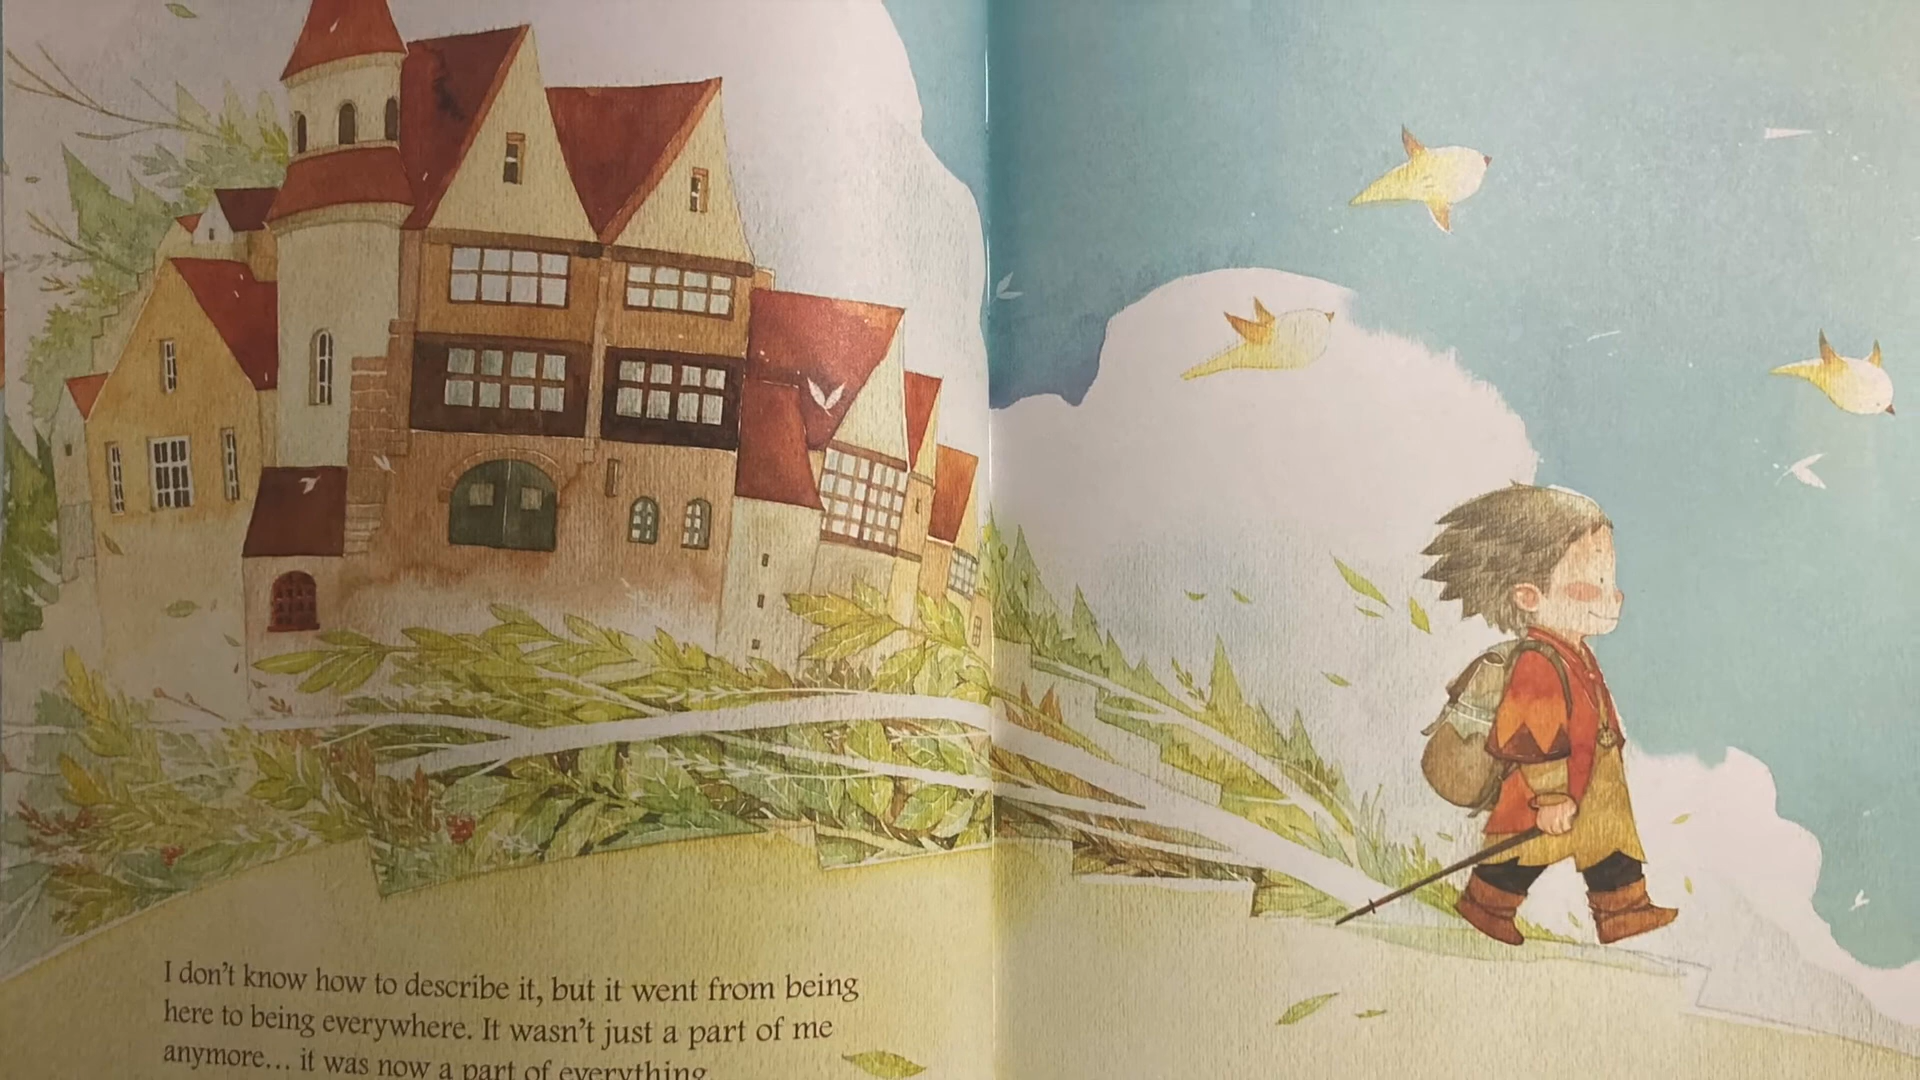 I don't know how to describe it, but it went from being
here to being everywhere. It wasn't just a part of me
anymore... it was now a part of everything.